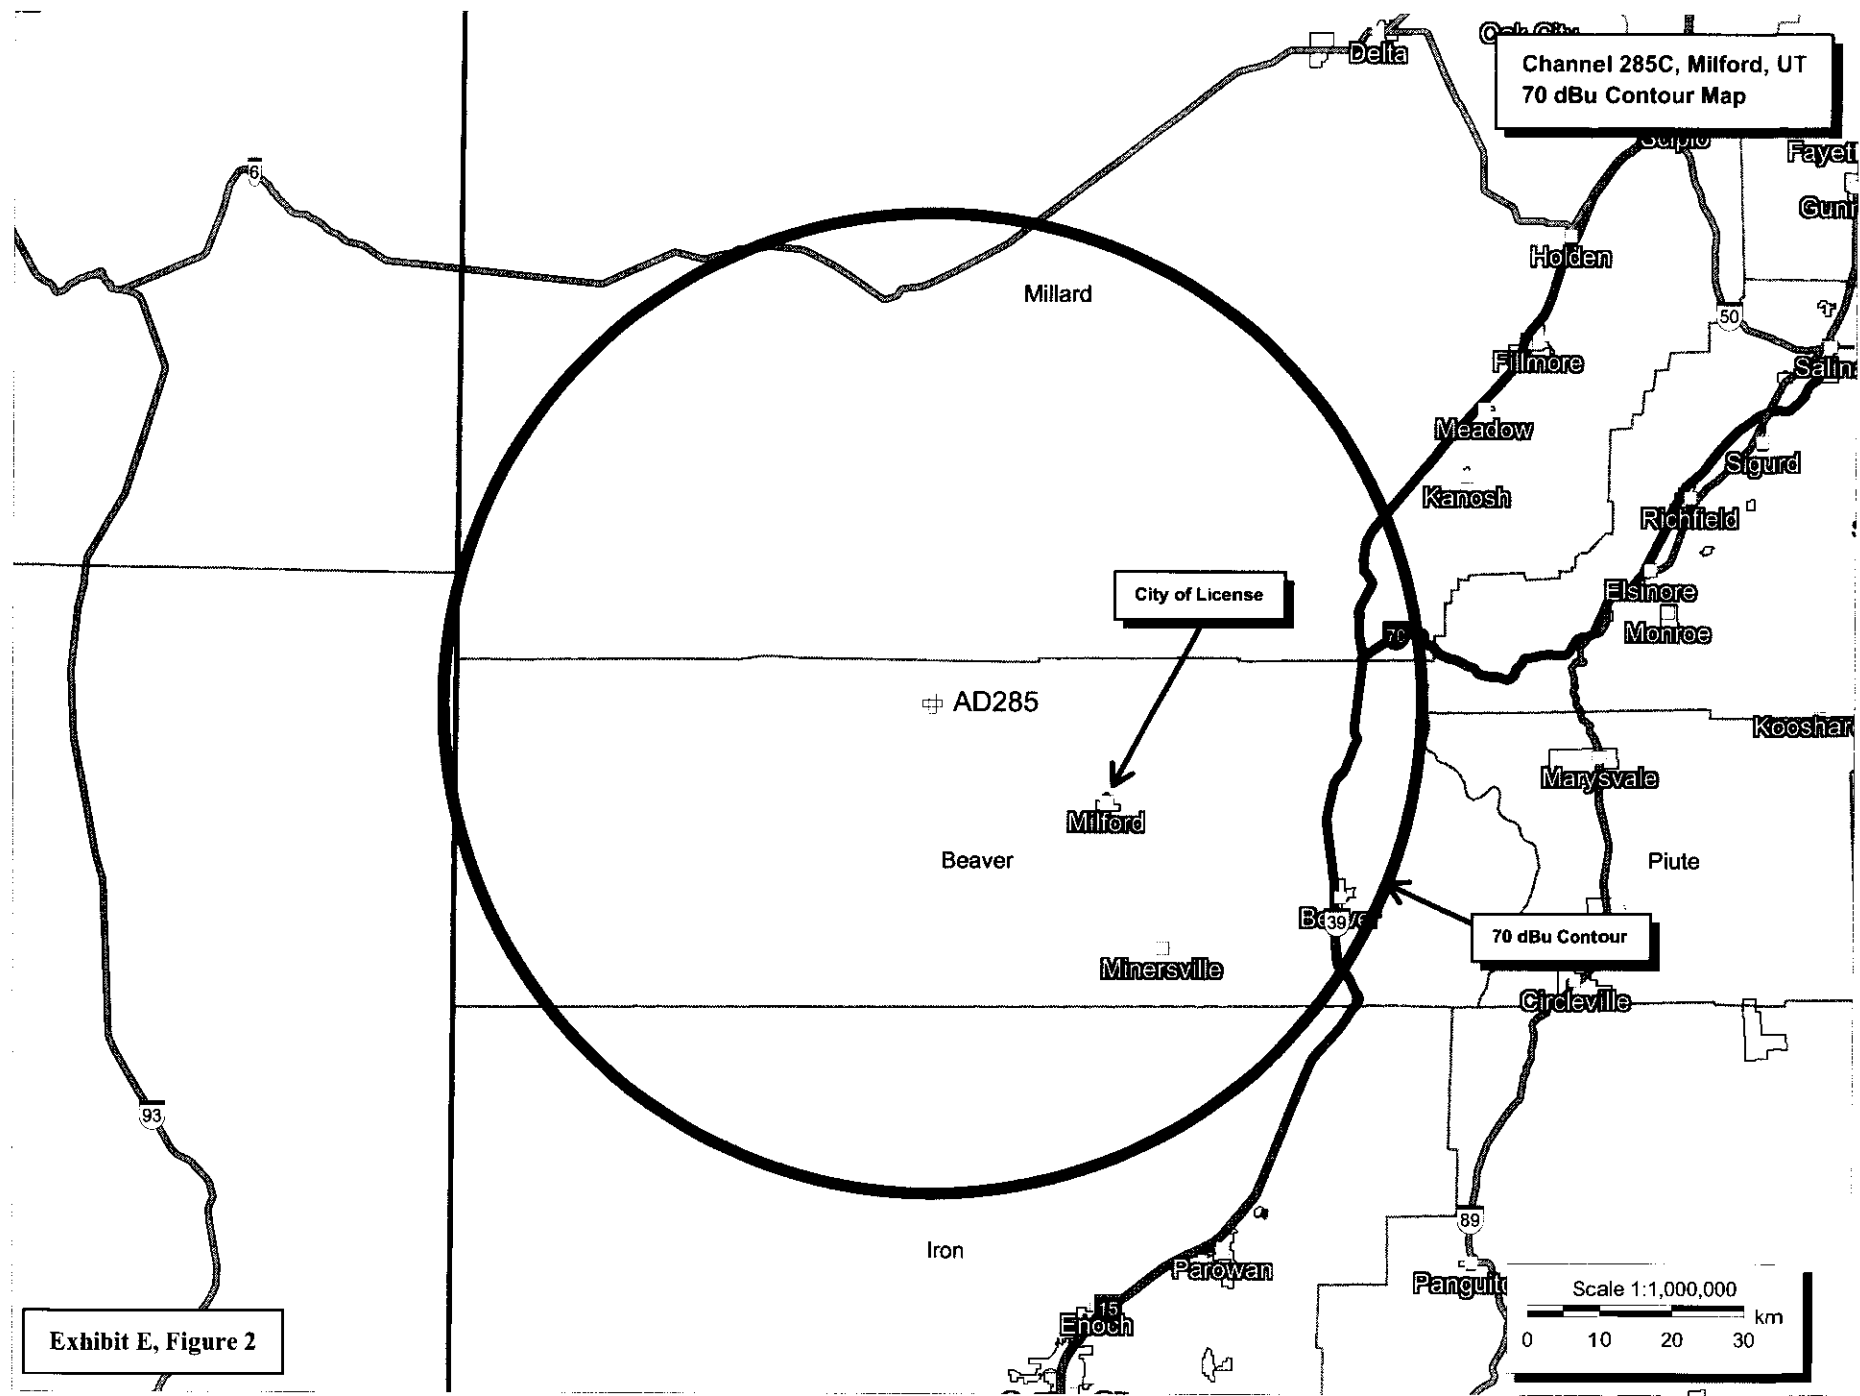 Delta
Channel 285C, Milford, UT
70 dBu Contour Map
6
Holden
Millard
50
Fillmore
Meadow
Sigurd
Kanosh
Richfield
City of License
Elsinore
Monroe
70
AD285
Marysvale
Milford
Beaver
Piute
39
70 dBu Contour
Minersville
Circleville
93
89
Iron
Parowan
Scale 1:1,000,000
km
0 10 20 30
15
Enoch
Exhibit E, Figure 2